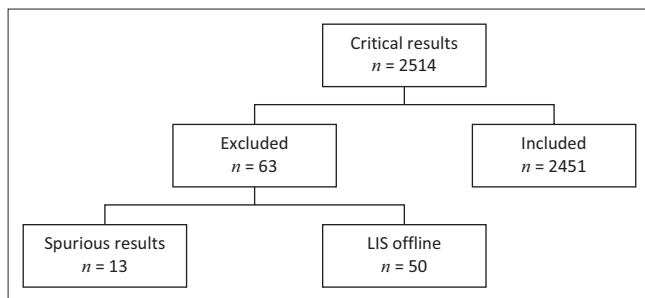 Critical results
n = 2514
Excluded
n = 63
Included
n = 2451
Spurious results
n = 13
LIS offline
n = 50